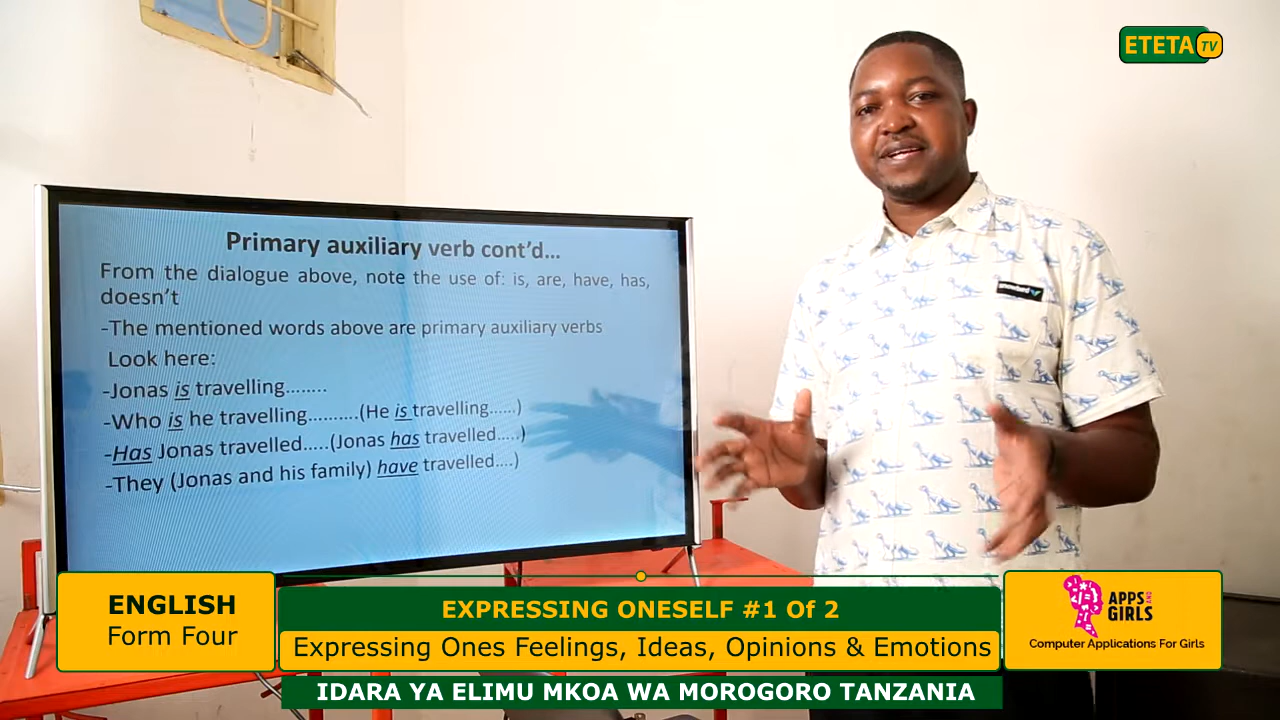 ETETA TV
Primary auxiliary verb cont’d...
From the dialogue above, note the use of: is, are, have, has,
doesn’t
-The mentioned words above are primary auxiliary verbs
Look here:
-Jonas is travelling........
-Who is he travelling..........(He is travelling......)
-Has Jonas travelled.....(Jonas has travelled.....)
-They (Jonas and his family) have travelled....)
snowbird
ENGLISH
Form Four
EXPRESSING ONESELF #1 Of 2
Expressing Ones Feelings, Ideas, Opinions & Emotions
APPS AND
GIRLS
Computer Applications For Girls
IDARA YA ELIMU MKOA WA MOROGORO TANZANIA